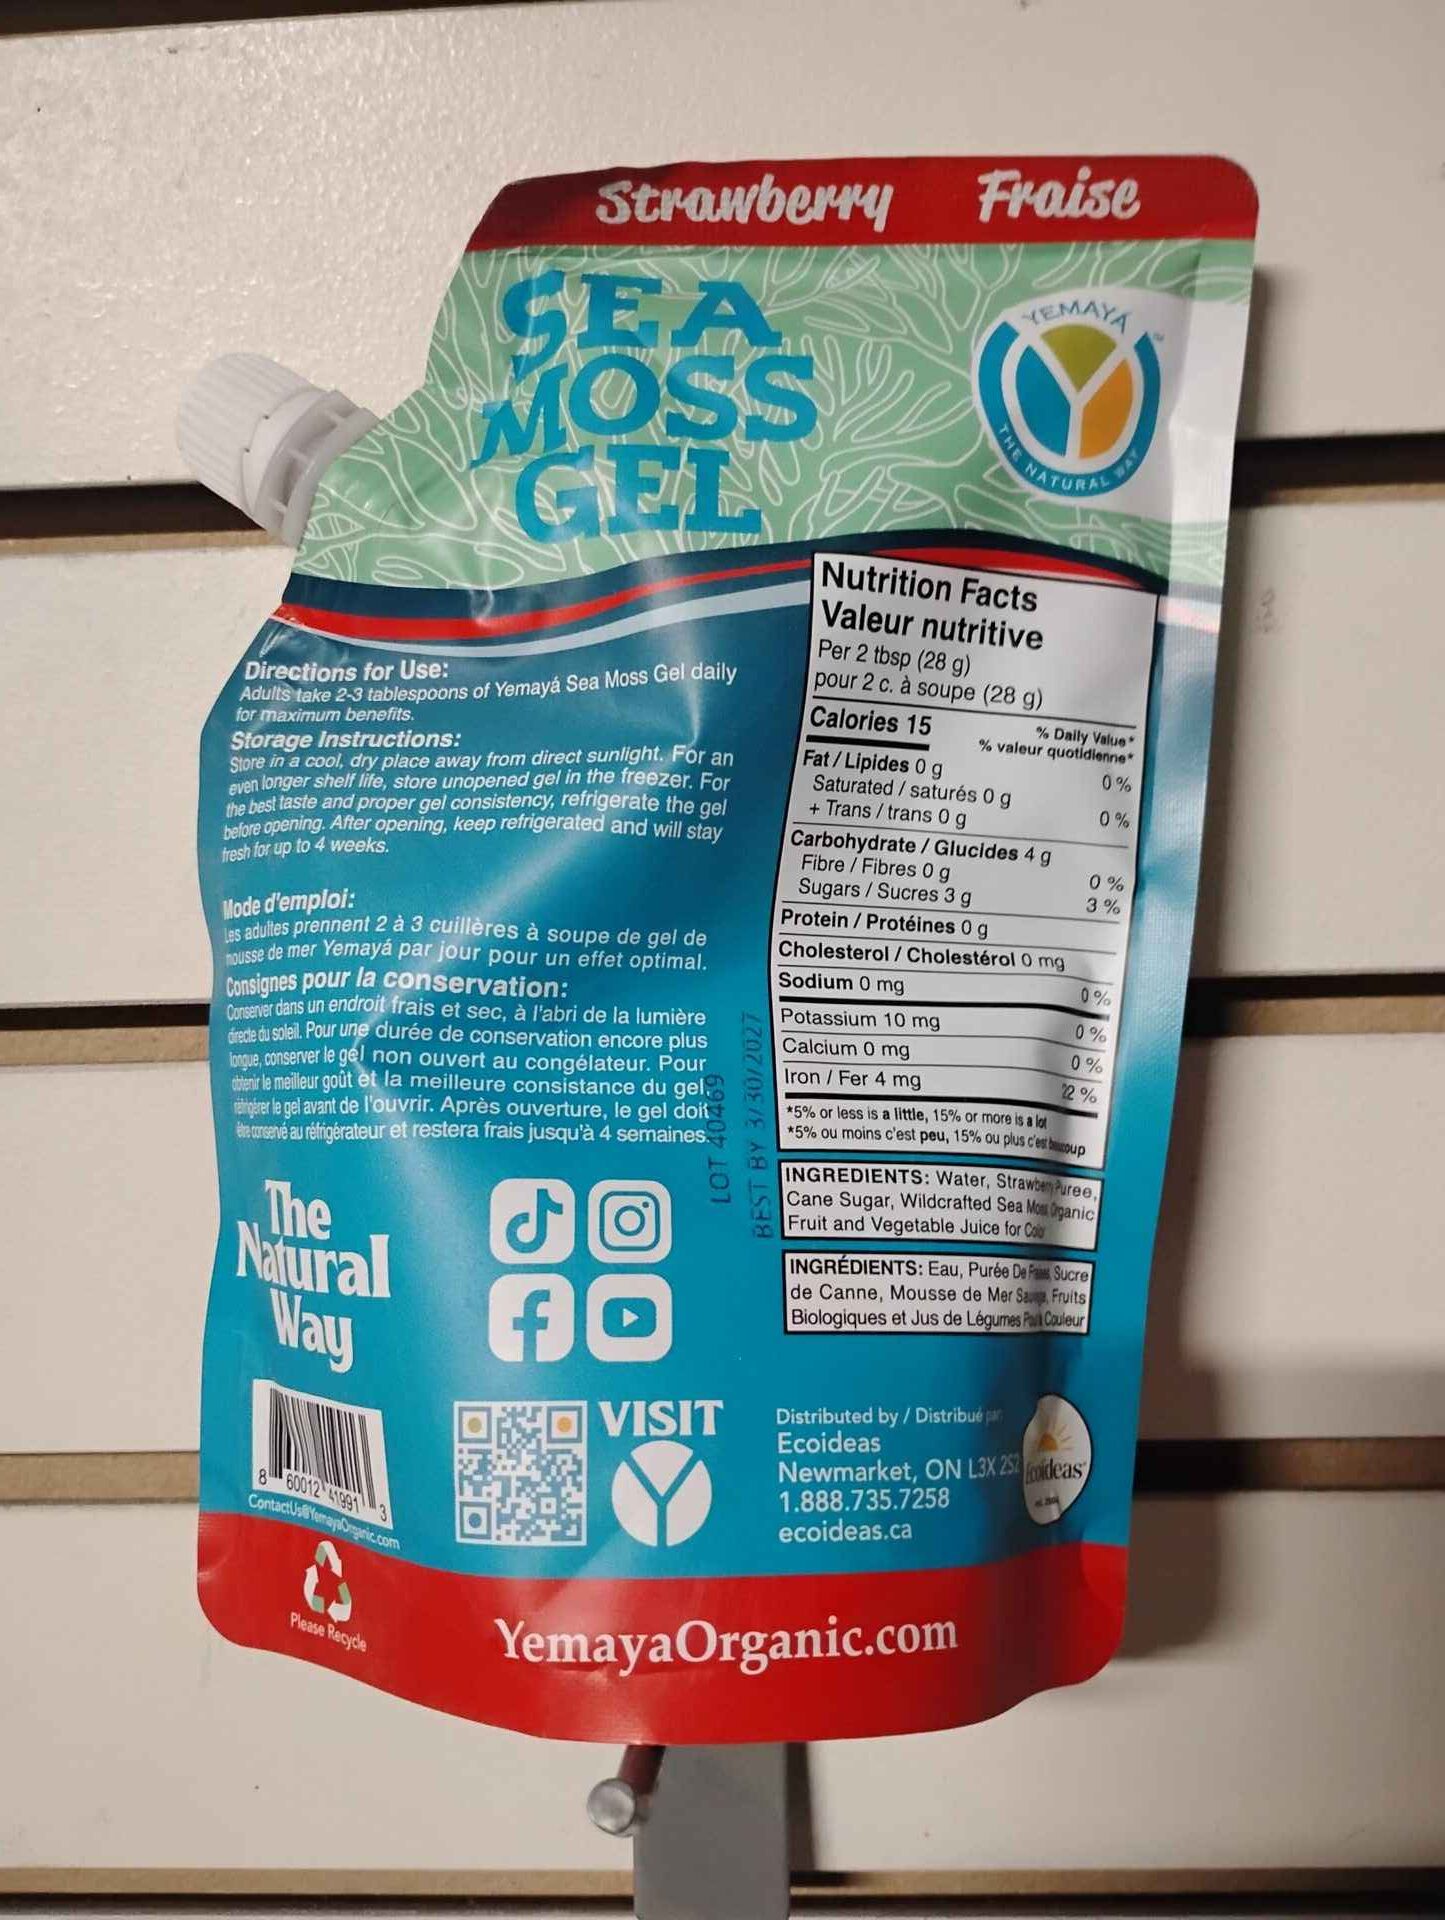 Strawberry Fraise
SEA
MOSS
GEL
YEMAYÁ
THE NATURAL WAY
Directions for Use:
Adults take 2-3 tablespoons of Yemayá Sea Moss Gel daily
for maximum benefits.
Storage Instructions:
Store in a cool, dry place away from direct sunlight. For an
even longer shelf life, store unopened gel in the freezer. For
the best taste and proper gel consistency, refrigerate the gel
before opening. After opening, keep refrigerated and will stay
fresh for up to 4 weeks.
Mode d'emploi:
Les adultes prennent 2 à 3 cuillères à soupe de gel de
mousse de mer Yemayá par jour pour un effet optimal.
Consignes pour la conservation:
Conserver dans un endroit frais et sec, à l'abri de la lumière
directe du soleil. Pour une durée de conservation encore plus
longue, conserver le gel non ouvert au congélateur. Pour
obtenir le meilleur goût et la meilleure consistance du gel,
réfrigérer le gel avant de l'ouvrir. Après ouverture, le gel doit
être conservé au réfrigérateur et restera frais jusqu'à 4 semaines.
LOT 40469
BEST BY 3/30/2027
Nutrition Facts
Valeur nutritive
Per 2 tbsp (28 g)
pour 2 c. à soupe (28 g)
Calories 15
% Daily Value*
% valeur quotidienne*
Fat / Lipides 0 g 0 %
Saturated / saturés 0 g
+ Trans / trans 0 g 0 %
Carbohydrate / Glucides 4 g
Fibre / Fibres 0 g 0 %
Sugars / Sucres 3 g 3 %
Protein / Protéines 0 g
Cholesterol / Cholestérol 0 mg
Sodium 0 mg 0 %
Potassium 10 mg 0 %
Calcium 0 mg 0 %
Iron / Fer 4 mg 22 %
*5% or less is a little, 15% or more is a lot
*5% ou moins c'est peu, 15% ou plus c'est beaucoup
INGREDIENTS: Water, Strawberry Puree,
Cane Sugar, Wildcrafted Sea Moss Organic
Fruit and Vegetable Juice for Color
INGRÉDIENTS: Eau, Purée De Sucre
de Canne, Mousse de Mer Fruits
Biologiques et Jus de Légumes Couleur
The
Natural
Way
VISIT
8 60012 41991 3
ContactUs@YemayaOrganic.com
Please Recycle
Distributed by / Distribué par
Ecoideas
Newmarket, ON L3X 2S2
1.888.735.7258
ecoideas.ca
Ecoideas
YemayaOrganic.com